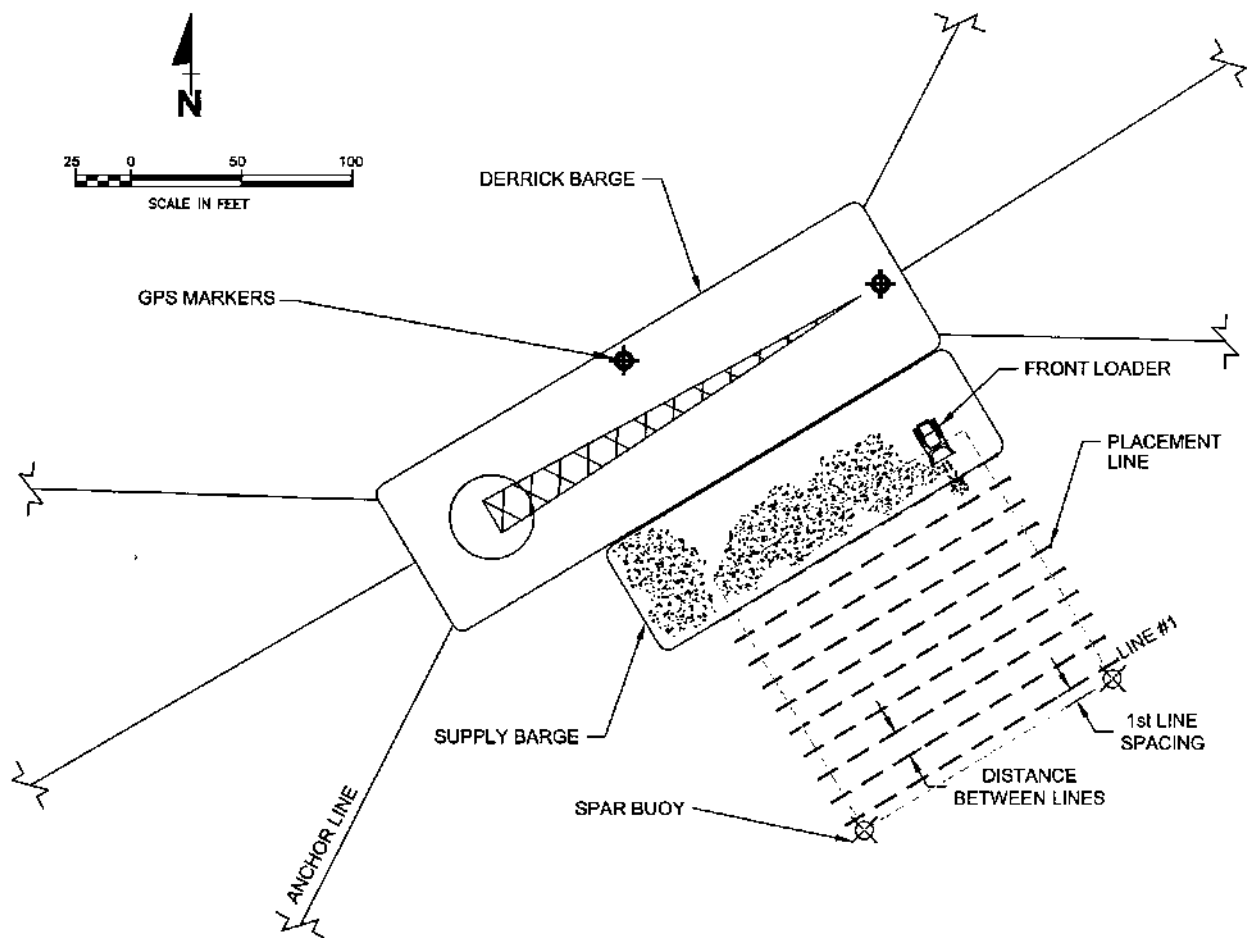 N
25 0 50 100
SCALE IN FEET
DERRICK BARGE
GPS MARKERS
FRONT LOADER
PLACEMENT
LINE
LINE #1
1st LINE
SPACING
SUPPLY BARGE
DISTANCE
BETWEEN LINES
SPAR BUOY
ANCHOR LINE